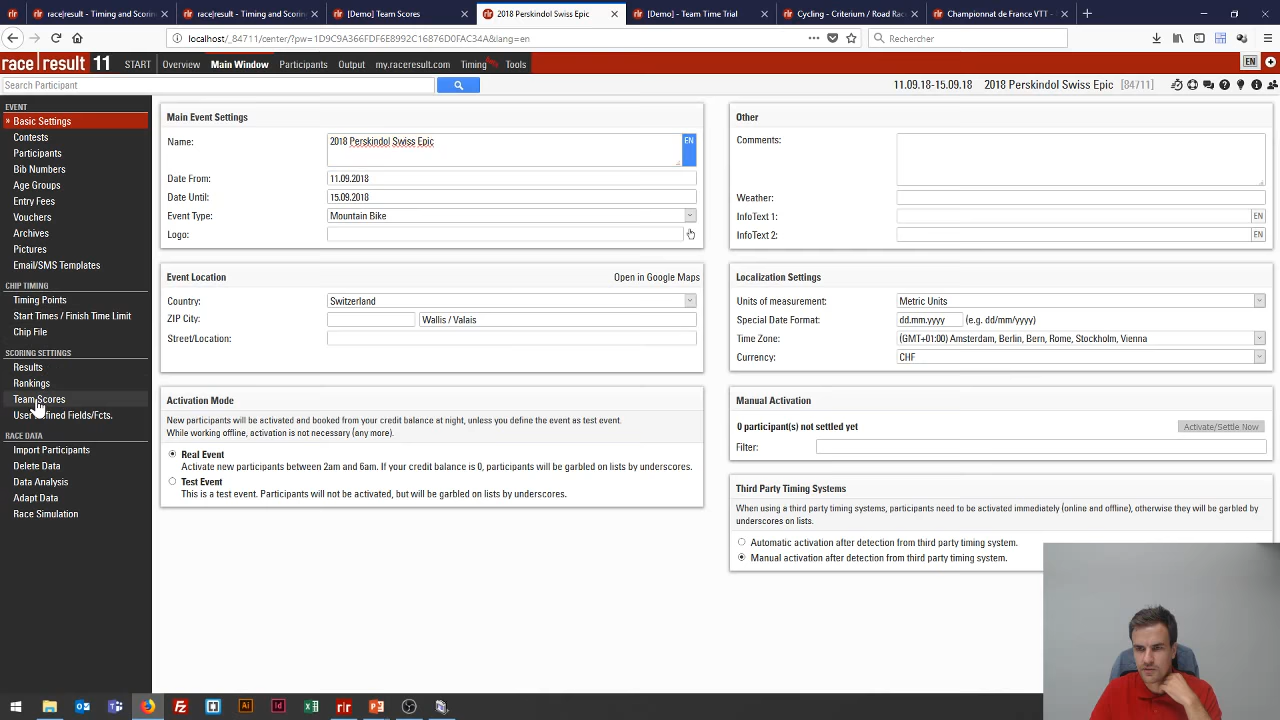 race|result - Timing and Scorin
race|result - Timing and Scorin
[Demo] Team Scores
2018 Perskindol Swiss Epic
[Demo] - Team Time Trial
Cycling - Criterium / Road Rac
Championnat de France VTT -
localhost/_84711/center/?pw=1D9C9A366FDF6E8992C16876D0FAC34A&lang=en
Rechercher
race|result 11
START
Overview
Main Window
Participants
Output
my.raceresult.com
Timing
Tools
EN
Search Participant
11.09.18-15.09.18 2018 Perskindol Swiss Epic [84711]
EVENT
» Basic Settings
Contests
Participants
Bib Numbers
Age Groups
Entry Fees
Vouchers
Archives
Pictures
Email/SMS Templates
CHIP TIMING
Timing Points
Start Times / Finish Time Limit
Chip File
SCORING SETTINGS
Results
Rankings
Team Scores
User Defined Fields/Fcts.
RACE DATA
Import Participants
Delete Data
Data Analysis
Adapt Data
Race Simulation
Main Event Settings
Name: 2018 Perskindol Swiss Epic EN
Date From: 11.09.2018
Date Until: 15.09.2018
Event Type: Mountain Bike
Logo:
Event Location Open in Google Maps
Country: Switzerland
ZIP City: Wallis / Valais
Street/Location:
Activation Mode
New participants will be activated and booked from your credit balance at night, unless you define the event as test event.
While working offline, activation is not necessary (any more).
Real Event
Activate new participants between 2am and 6am. If your credit balance is 0, participants will be garbled on lists by underscores.
Test Event
This is a test event. Participants will not be activated, but will be garbled on lists by underscores.
Other
Comments:
Weather:
InfoText 1: EN
InfoText 2: EN
Localization Settings
Units of measurement: Metric Units
Special Date Format: dd.mm.yyyy (e.g. dd/mm/yyyy)
Time Zone: (GMT+01:00) Amsterdam, Berlin, Bern, Rome, Stockholm, Vienna
Currency: CHF
Manual Activation
0 participant(s) not settled yet Activate/Settle Now
Filter:
Third Party Timing Systems
When using a third party timing systems, participants need to be activated immediately (online and offline), otherwise they will be garbled by
underscores on lists.
Automatic activation after detection from third party timing system.
Manual activation after detection from third party timing system.